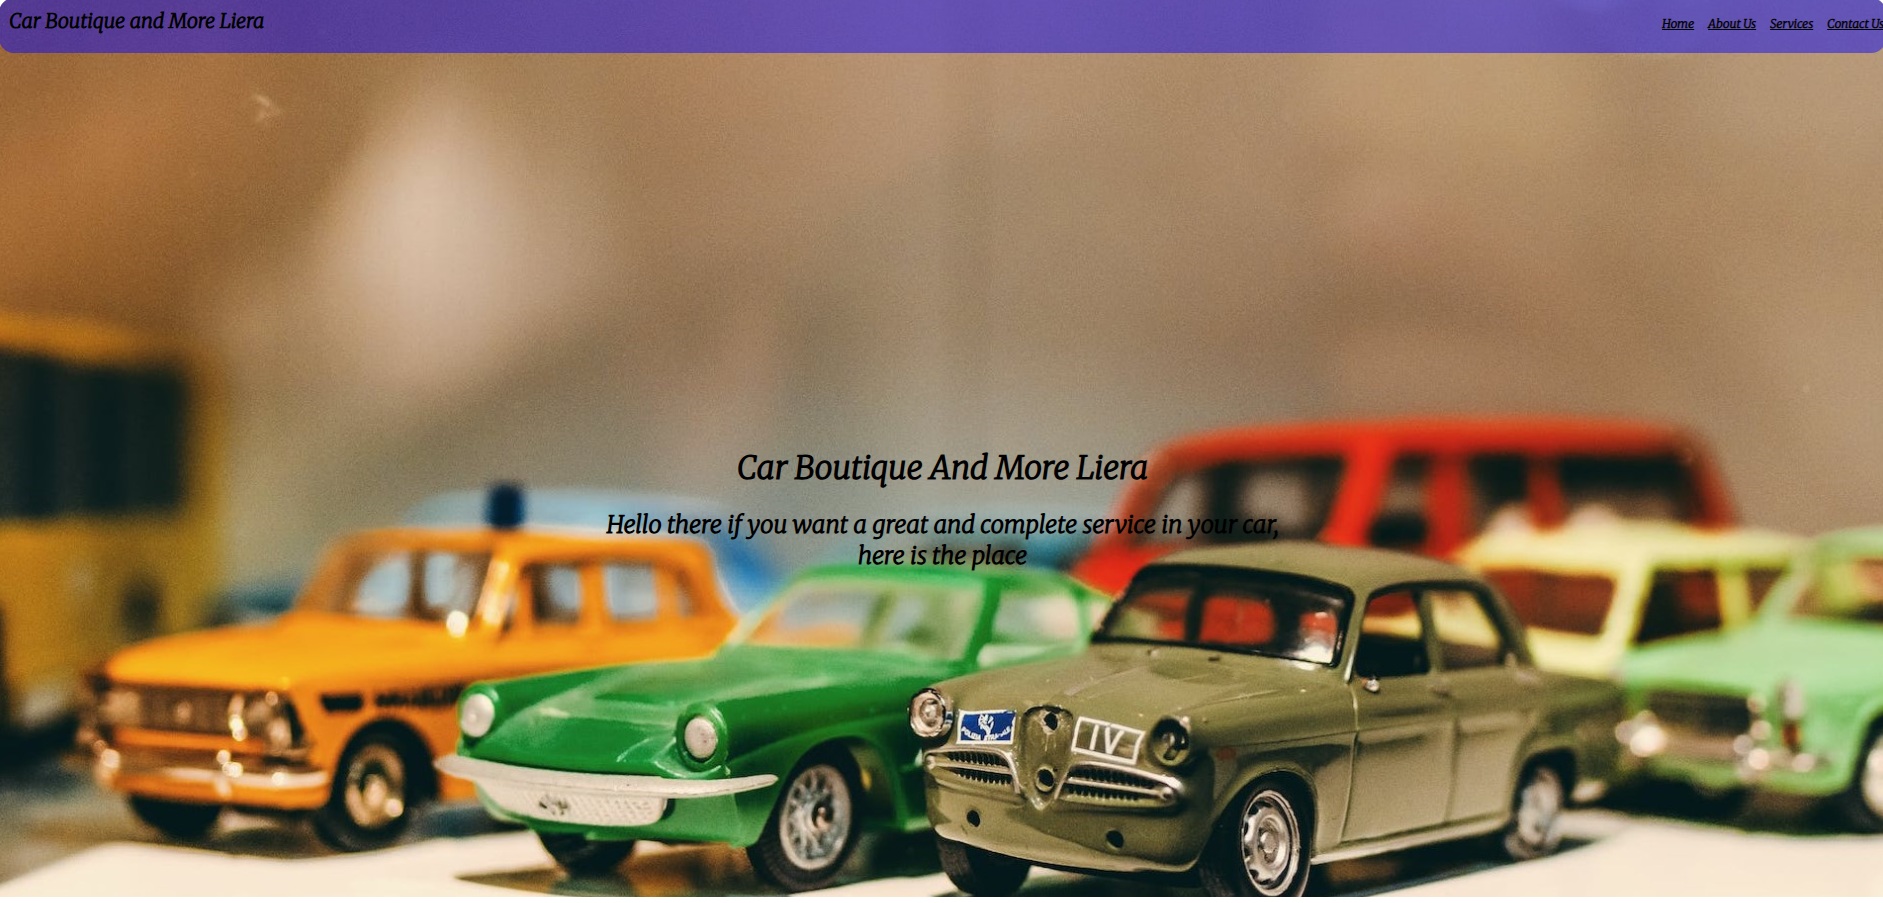 Car Boutique and More Liera
Home About Us Services Contact Us
Car Boutique And More Liera
Hello there if you want a great and complete service in your car,
here is the place
IV